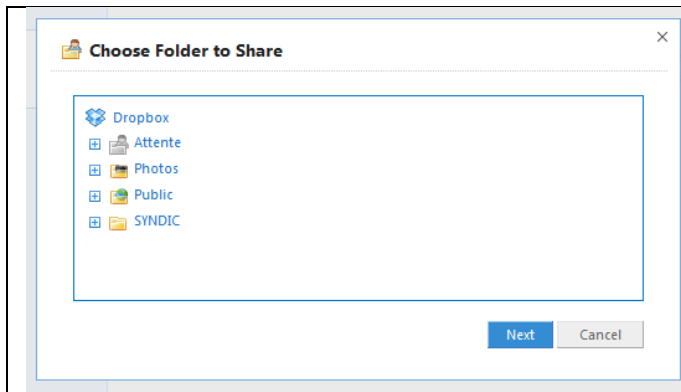 Choose Folder to Share
Dropbox
Attente
Photos
Public
SYNDIC
Next Cancel